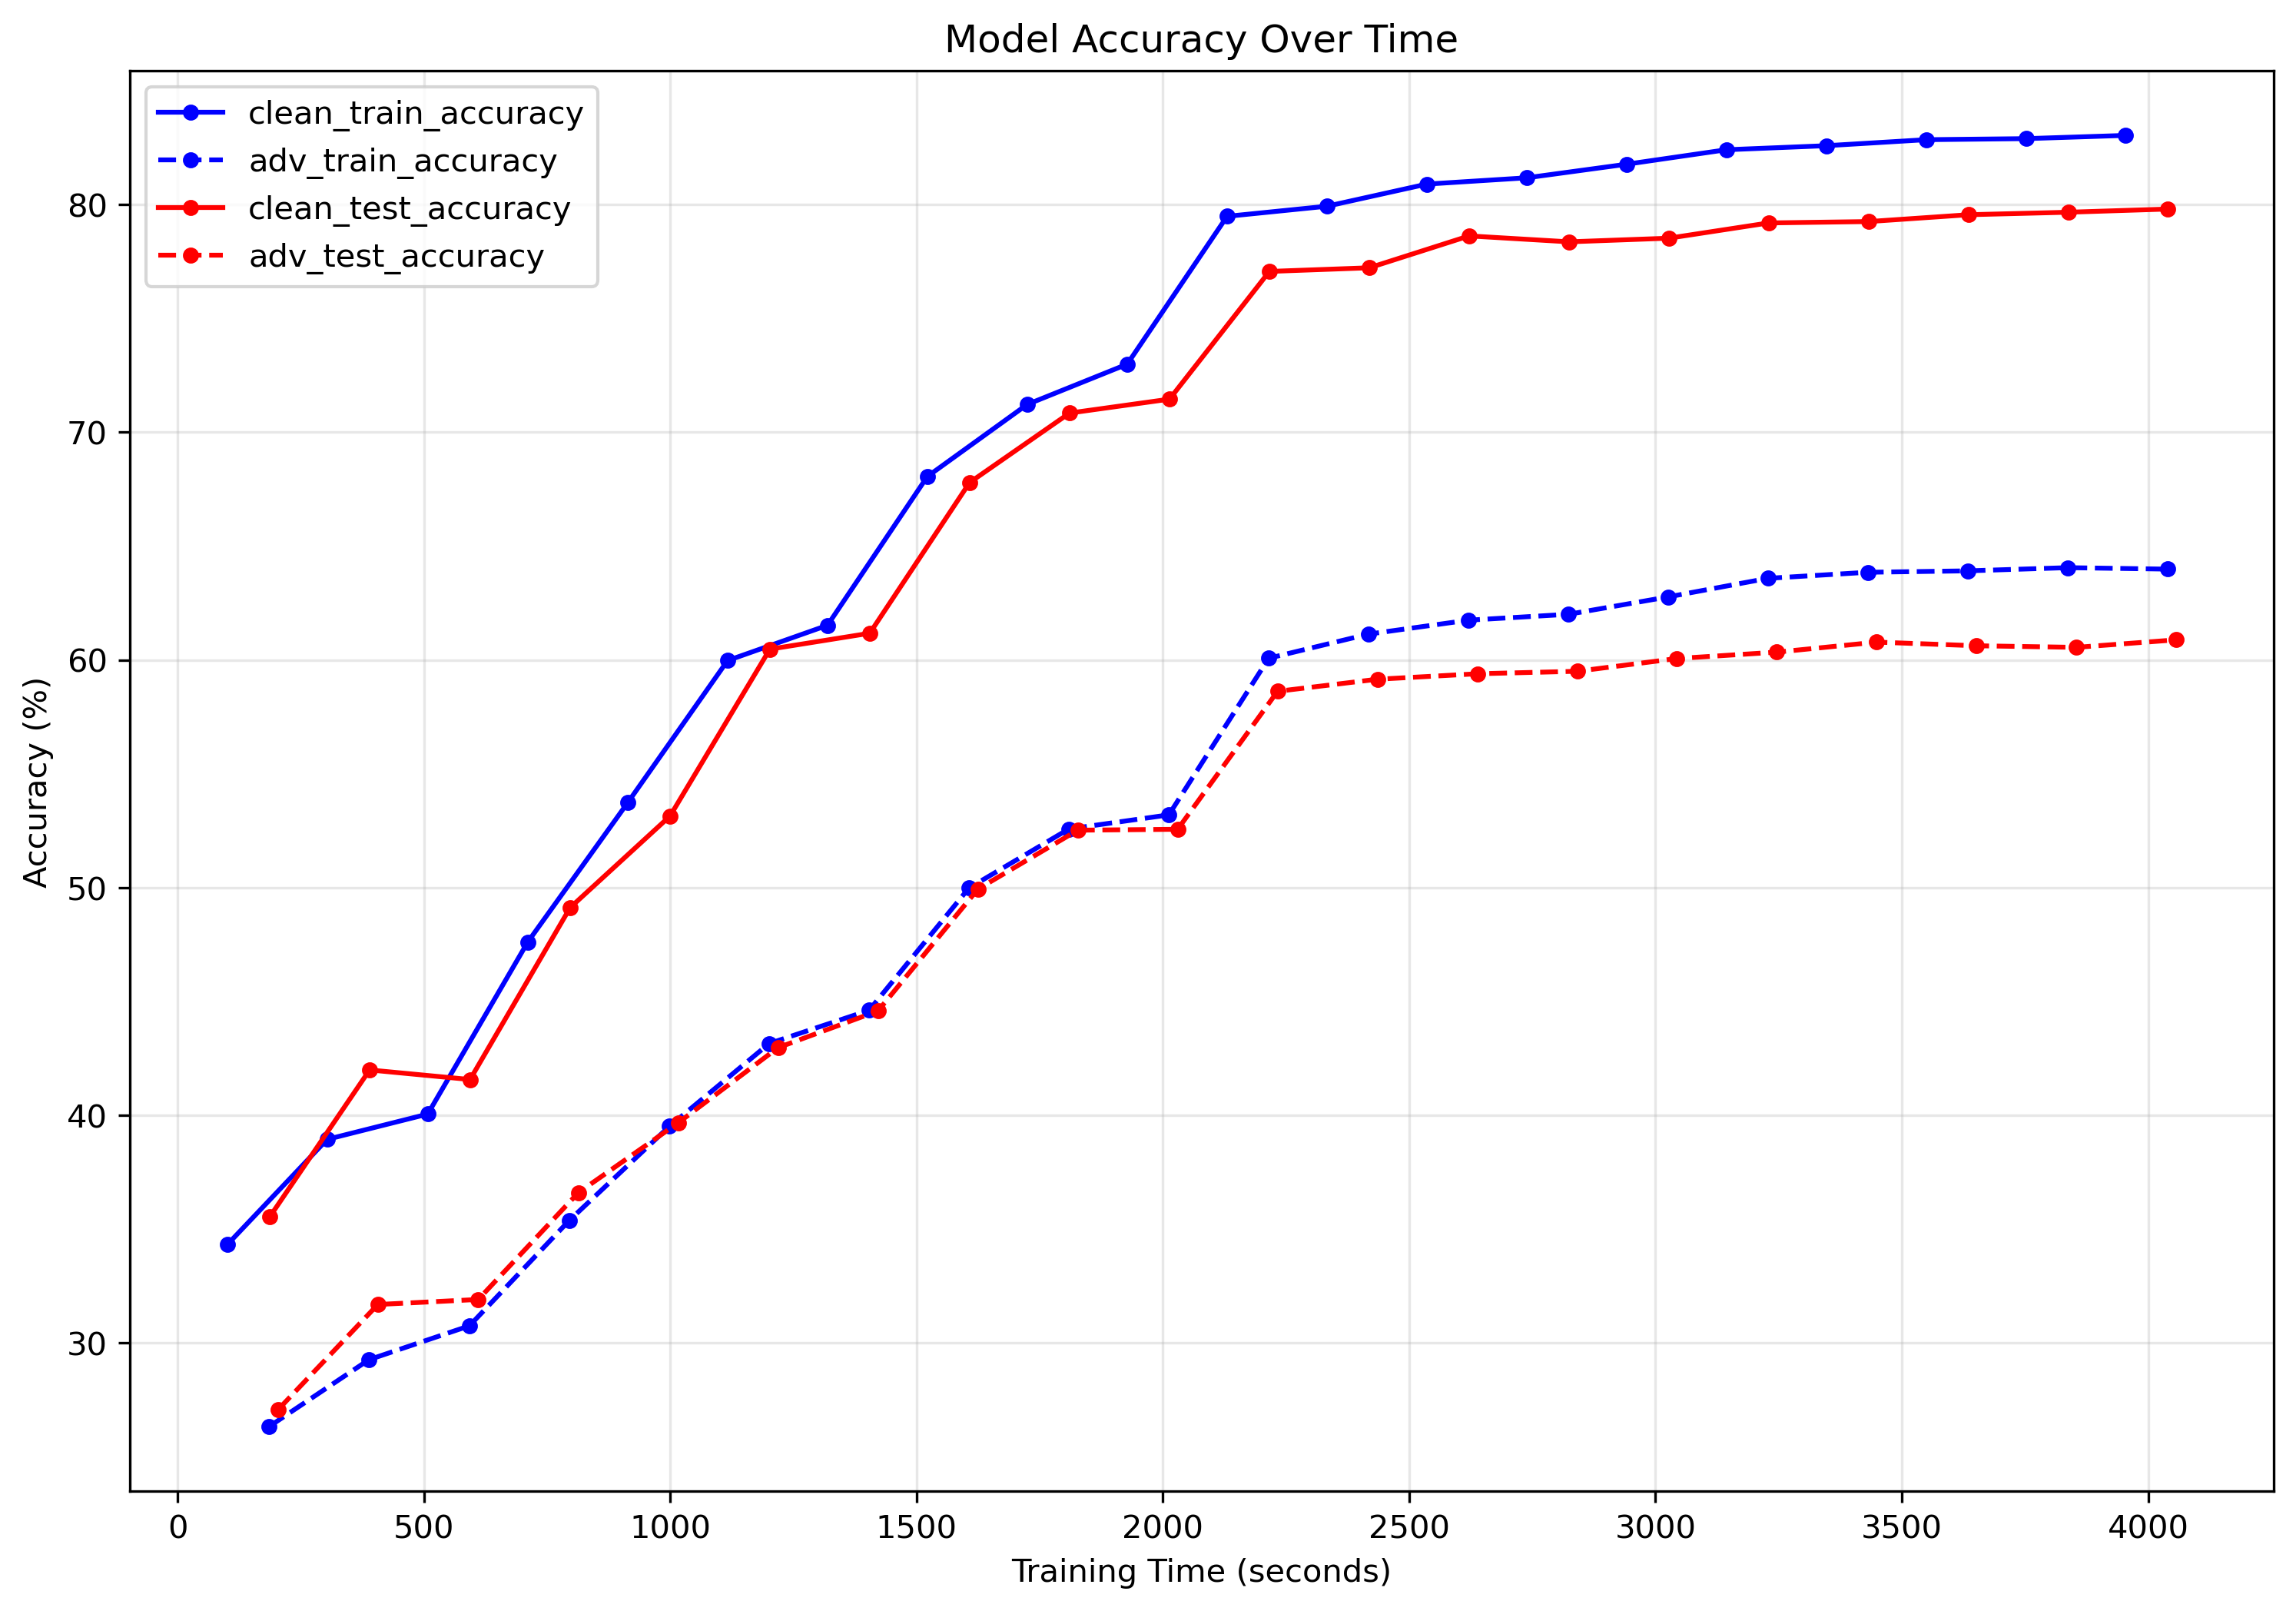 Model Accuracy Over Time
clean_train_accuracy
adv_train_accuracy
clean_test_accuracy
adv_test_accuracy
80
70
60
50
40
30
Accuracy (%)
0 500 1000 1500 2000 2500 3000 3500 4000
Training Time (seconds)